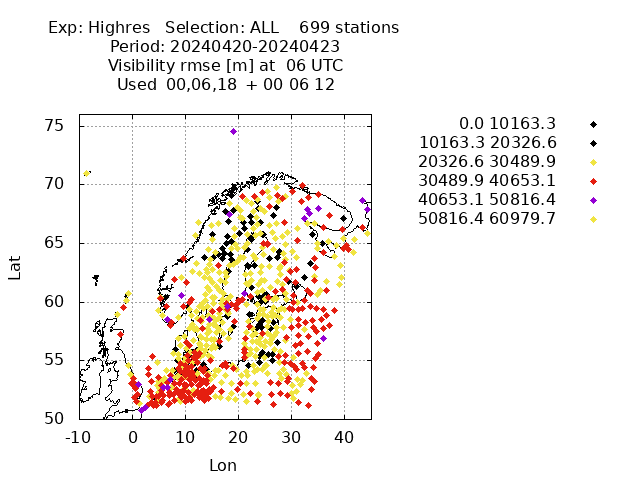 Exp: Highres   Selection: ALL    699 stations
Period: 20240420-20240423
Visibility rmse [m] at  06 UTC
Used  00,06,18  + 00 06 12
0.0 10163.3
10163.3 20326.6
20326.6 30489.9
30489.9 40653.1
40653.1 50816.4
50816.4 60979.7
75
70
65
60
55
50
Lat
-10 0 10 20 30 40
Lon